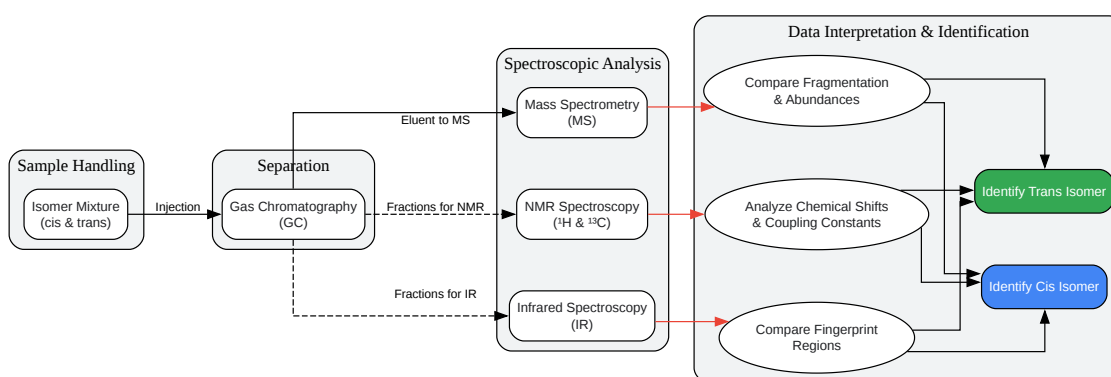 Data Interpretation & Identification
Spectroscopic Analysis
Compare Fragmentation
& Abundances
Mass Spectrometry
(MS)
Eluent to MS
Sample Handling
Separation
Isomer Mixture
(cis & trans)
Injection
Gas Chromatography
(GC)
Fractions for NMR
NMR Spectroscopy
(¹H & ¹³C)
Analyze Chemical Shifts
& Coupling Constants
Identify Trans Isomer
Identify Cis Isomer
Fractions for IR
Infrared Spectroscopy
(IR)
Compare Fingerprint
Regions